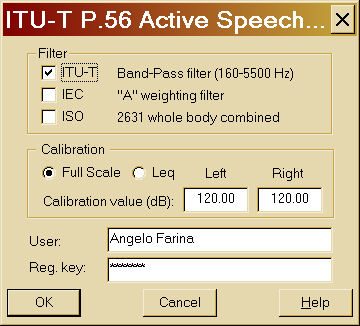 ITU-T P.56 Active Speech...
Filter
ITU-T Band-Pass filter (160-5500 Hz)
IEC "A" weighting filter
ISO 2631 whole body combined
Calibration
Full Scale Leq Left Right
Calibration value (dB): 120.00 120.00
User: Angelo Farina
Reg. key: ********
OK Cancel Help